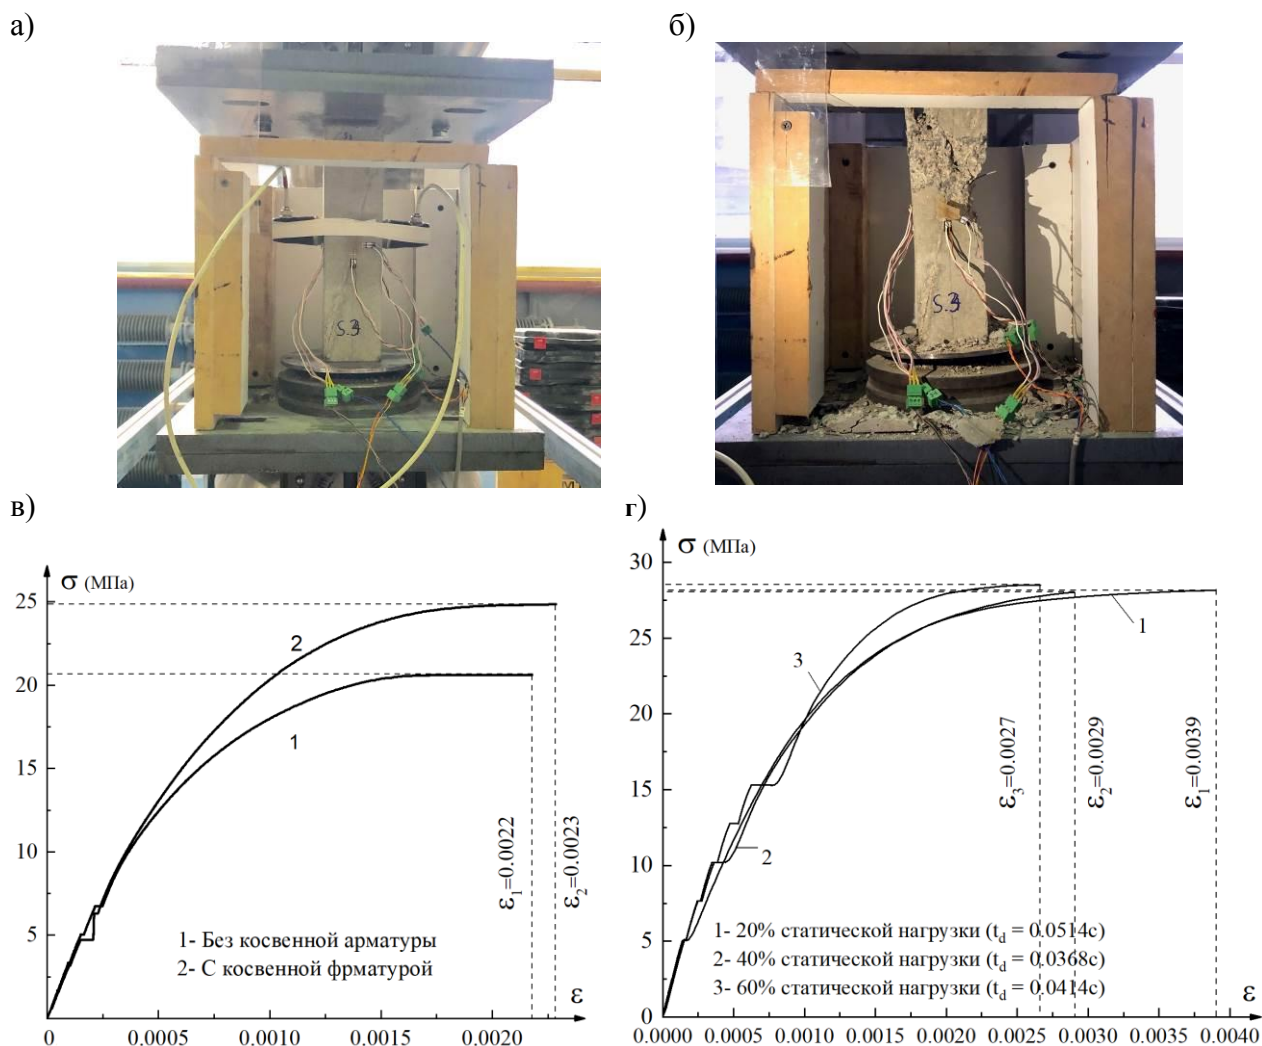 а)
б)
S.3
S.3
в)
г)
σ (МПа)
25
20
15
10
5
2
1
ε₁=0.0022
ε₂=0.0023
1- Без косвенной арматуры
2- С косвенной фрматурой
ε
0 0.0005 0.0010 0.0015 0.0020
σ (МПа)
30
25
20
15
10
5
0
1
3
2
ε₃=0.0027
ε₂=0.0029
ε₁=0.0039
1- 20% статической нагрузки (t_d = 0.0514с)
2- 40% статической нагрузки (t_d = 0.0368с)
3- 60% статической нагрузки (t_d = 0.0414с)
ε
0.0000 0.0005 0.0010 0.0015 0.0020 0.0025 0.0030 0.0035 0.0040